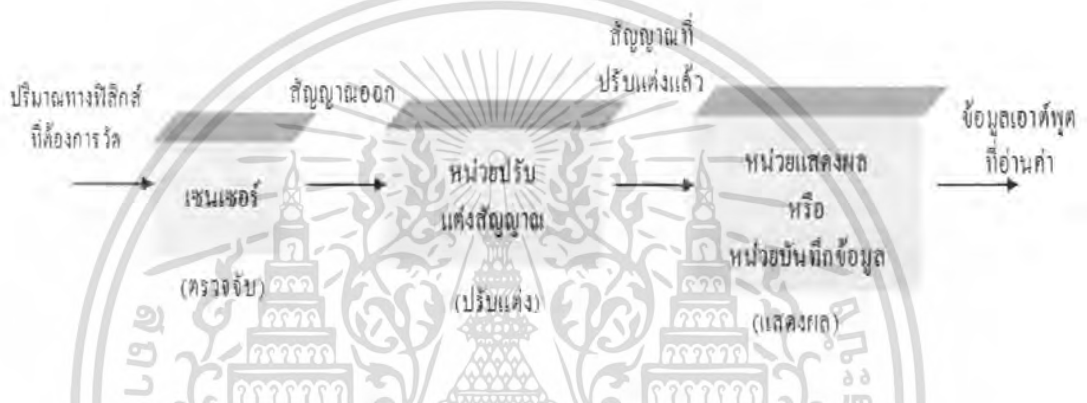 ปริมาณทางฟิสิกส์
ที่ต้องการวัด
เซนเซอร์
(ตรวจจับ)
สัญญาณออก
หน่วยปรับ
แต่งสัญญาณ
(ปรับแต่ง)
สัญญาณที่
ปรับแต่งแล้ว
หน่วยแสดงผล
หรือ
หน่วยบันทึกข้อมูล
(แสดงผล)
ข้อมูลเอาต์พุต
ที่อ่านค่า